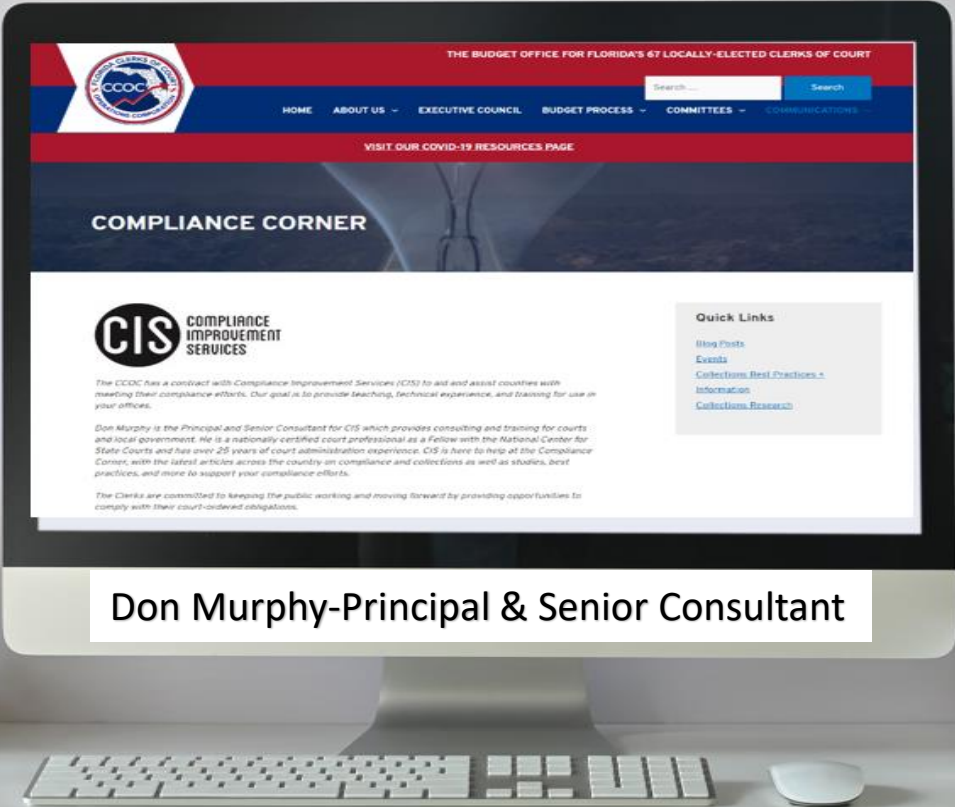 THE BUDGET OFFICE FOR FLORIDA'S 67 LOCALLY-ELECTED CLERKS OF COURT
FLORIDA CLERKS OF COURT
CCOC
OPERATIONS CORPORATION
Search ...
Search
HOME ABOUT US EXECUTIVE COUNCIL BUDGET PROCESS COMMITTEES COMMUNICATIONS
VISIT OUR COVID-19 RESOURCES PAGE
COMPLIANCE CORNER
CIS COMPLIANCE
IMPROVEMENT
SERVICES
Quick Links
Blog Posts
Events
Collections Best Practices +
Information
Collections Research
The CCOC has a contract with Compliance Improvement Services (CIS) to aid and assist counties with
meeting their compliance efforts. Our goal is to provide teaching, technical experience, and training for use in
your offices.
Don Murphy is the Principal and Senior Consultant for CIS which provides consulting and training for courts
and local government. He is a nationally certified court professional as a Fellow with the National Center for
State Courts and has over 25 years of court administration experience. CIS is here to help at the Compliance
Corner, with the latest articles across the country on compliance and collections as well as studies, best
practices, and more to support your compliance efforts.
The Clerks are committed to keeping the public working and moving forward by providing opportunities to
comply with their court-ordered obligations.
Don Murphy-Principal & Senior Consultant